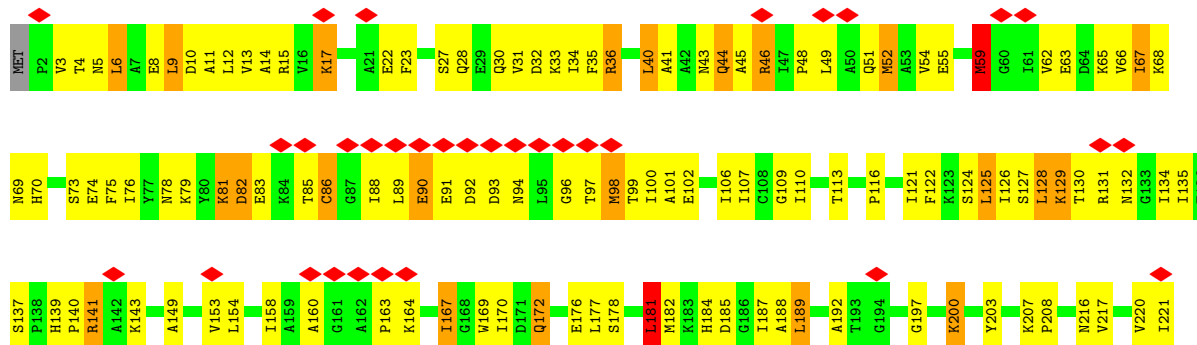 MET P2 V3 T4 N5 L6 A7 E8 L9 D10 A11 L12 V13 A14 R15 V16 K17 A21 E22 F23 S27 Q28 E29 Q30 V31 D32 K33 I34 F35 R36 L40 A41 A42 N43 Q44 A45 R46 I47 P48 L49 A50 Q51 M52 A53 V54 E55 M59 G60 I61 V62 E63 D64 K65 V66 I67 K68
N69 H70 S73 E74 F75 I76 Y77 N78 K79 Y80 K81 D82 E83 K84 T85 C86 G87 I88 L89 E90 E91 D92 D93 N94 L95 G96 T97 M98 T99 I100 A101 E102 I106 I107 C108 G109 I110 T113 P116 I121 F122 K123 S124 L125 I126 S127 L128 K129 T130 R131 N132 G133 I134 I135
S137 P138 H139 P140 R141 A142 K143 A149 V153 L154 I158 A159 A160 G161 A162 P163 K164 I167 G168 W169 I170 D171 Q172 E176 L177 S178 L181 M182 K183 H184 D185 G186 I187 A188 L189 A192 T193 G194 G197 K200 Y203 K207 P208 N216 V217 V220 I221